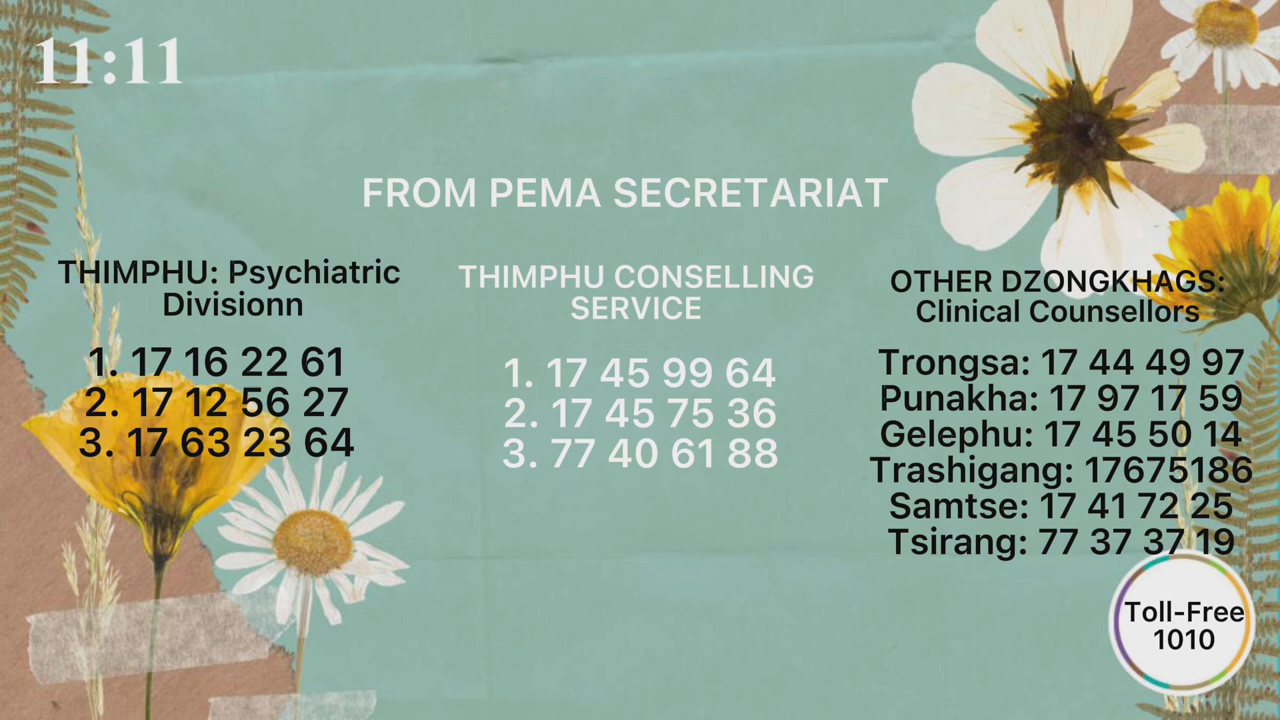 11:11
FROM PEMA SECRETARIAT
THIMPHU: Psychiatric
Divisionn
1. 17 16 22 61
2. 17 12 56 27
3. 17 63 23 64
THIMPHU CONSELLING
SERVICE
1. 17 45 99 64
2. 17 45 75 36
3. 77 40 61 88
OTHER DZONGKHAGS:
Clinical Counsellors
Trongsa: 17 44 49 97
Punakha: 17 97 17 59
Gelephu: 17 45 50 14
Trashigang: 17675186
Samtse: 17 41 72 25
Tsirang: 77 37 37 19
Toll-Free
1010